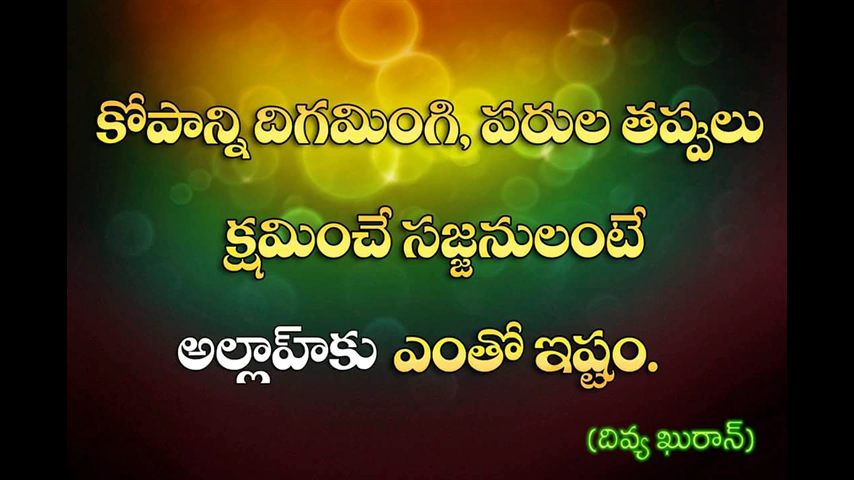 కోపాన్ని దిగమింగి, పరుల తప్పులు
క్షమించే సజ్జనులంటే
అల్లాహ్‌కు ఎంతో ఇష్టం.
(దివ్య ఖురాన్)